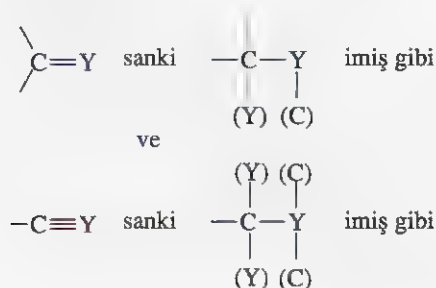 C=Y sanki —C—Y imiş gibi
(Y) (C)
ve
(Y) (C)
—C≡Y sanki —C—Y— imiş gibi
(Y) (C)